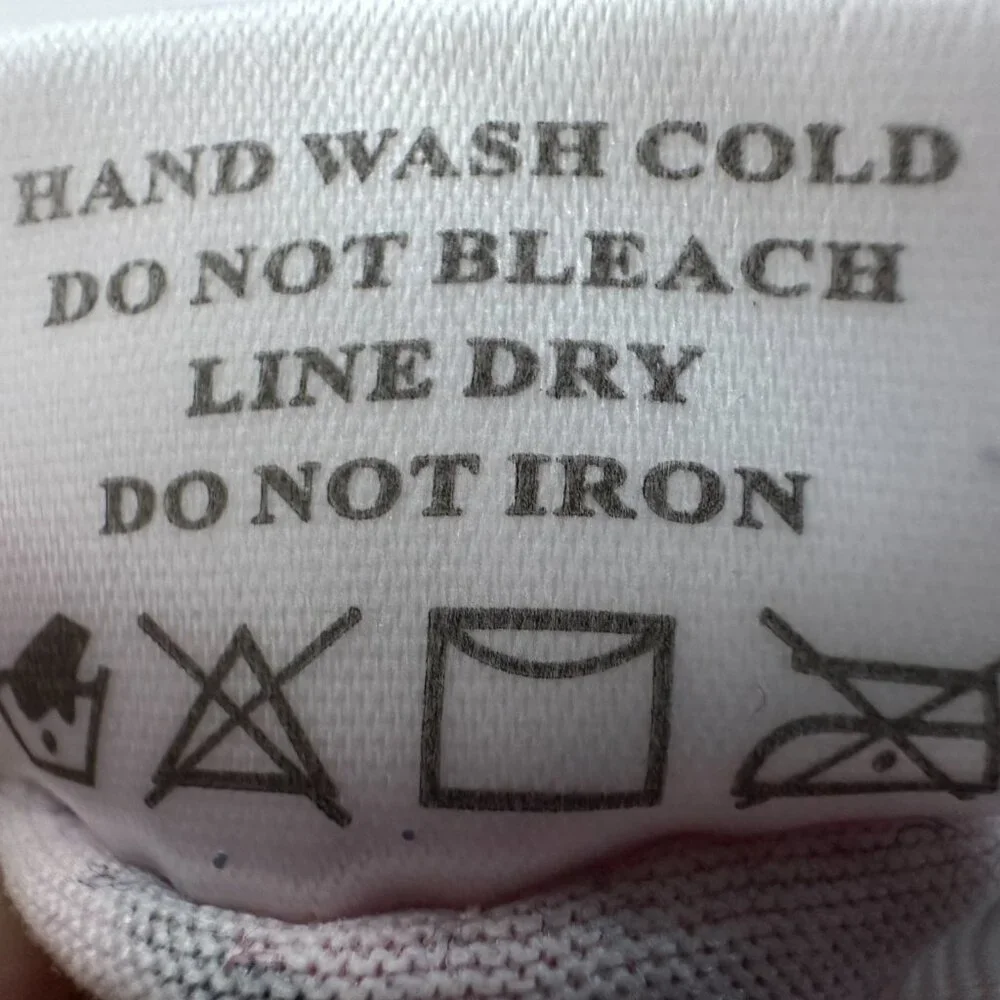 HAND WASH COLD
DO NOT BLEACH
LINE DRY
DO NOT IRON